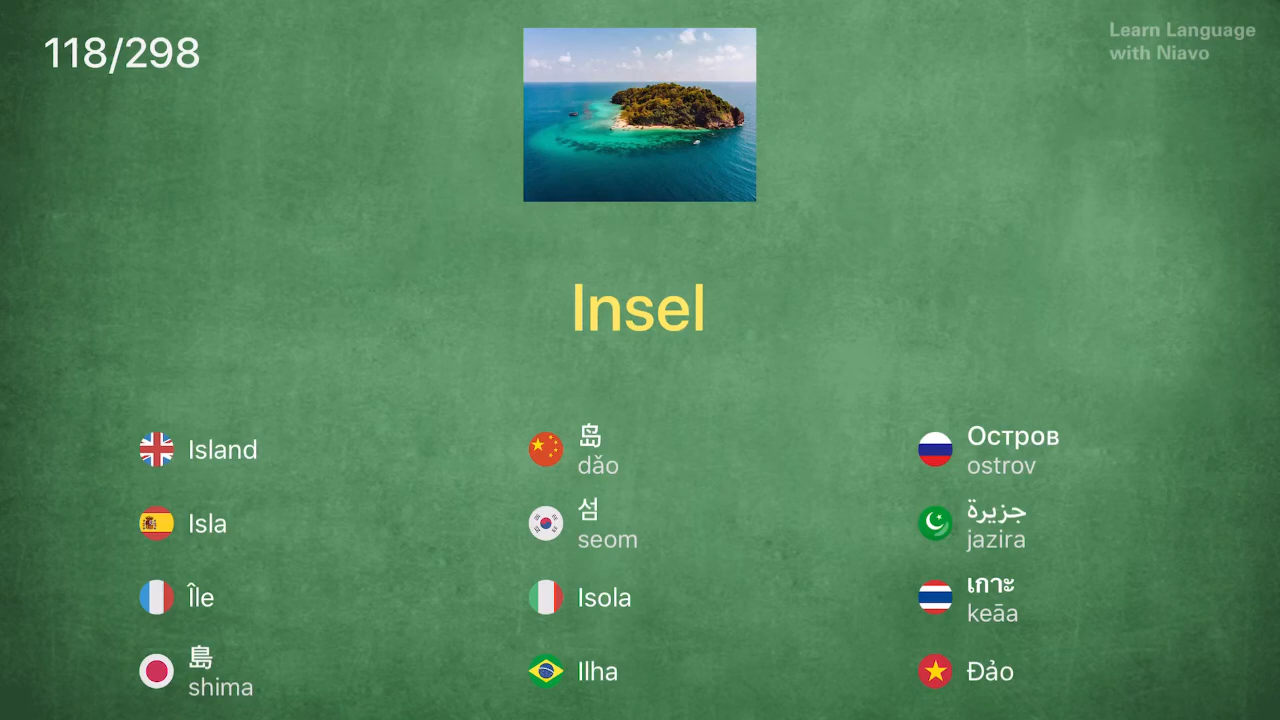 118/298
Learn Language
with Niavo
Insel
Island
Isla
Île
島
shima
岛
dǎo
섬
seom
Isola
Ilha
Остров
ostrov
جزيرة
jazira
เกาะ
keāa
Đảo